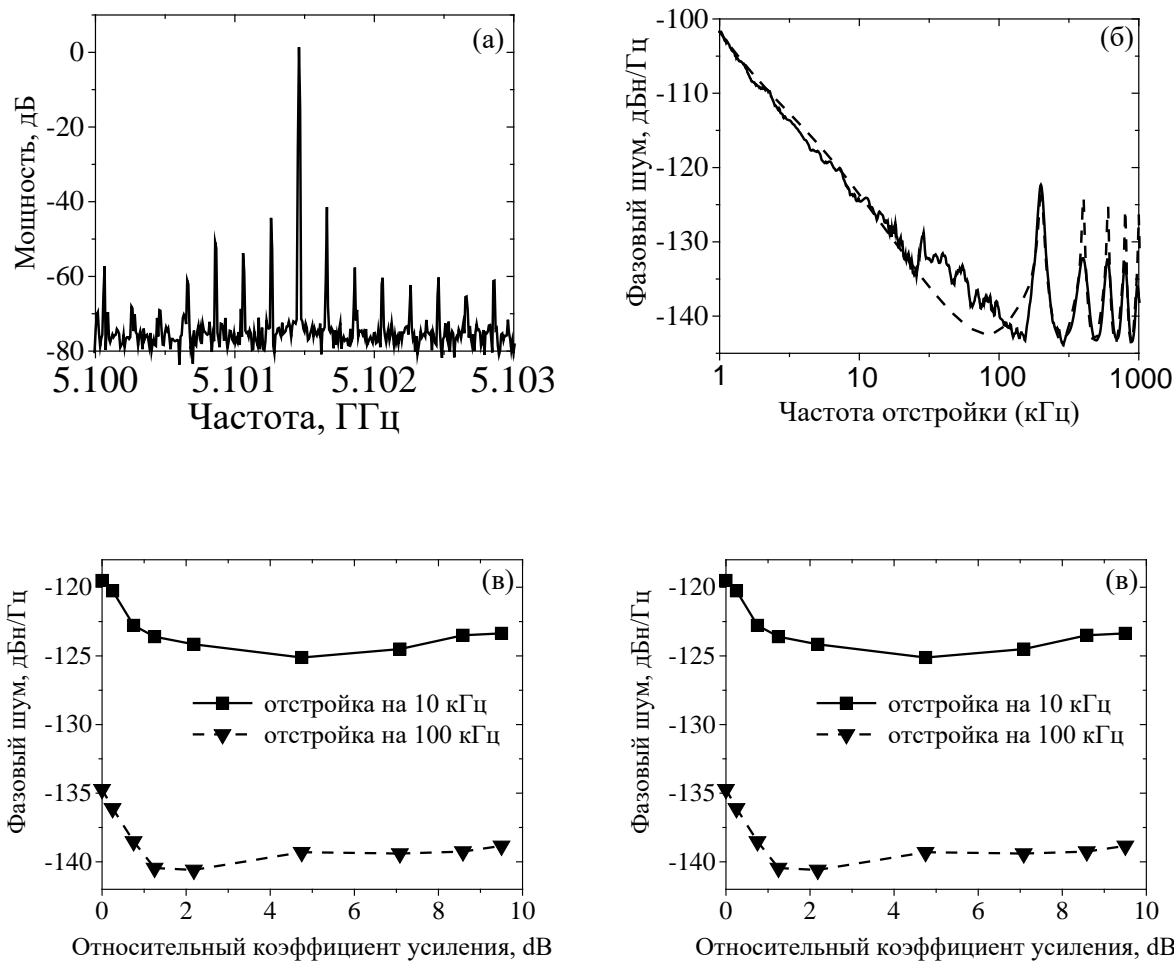 (а)
Мощность, дБ
0
-20
-40
-60
-80
5.100 5.101 5.102 5.103
Частота, ГГц
(б)
Фазовый шум, дБн/Гц
-100
-110
-120
-130
-140
1 10 100 1000
Частота отстройки (кГц)
(в)
Фазовый шум, дБн/Гц
-120
-125
-130
-135
-140
отстройка на 10 кГц
отстройка на 100 кГц
0 2 4 6 8 10
Относительный коэффициент усиления, dB
(в)
Фазовый шум, дБн/Гц
-120
-125
-130
-135
-140
отстройка на 10 кГц
отстройка на 100 кГц
0 2 4 6 8 10
Относительный коэффициент усиления, dB